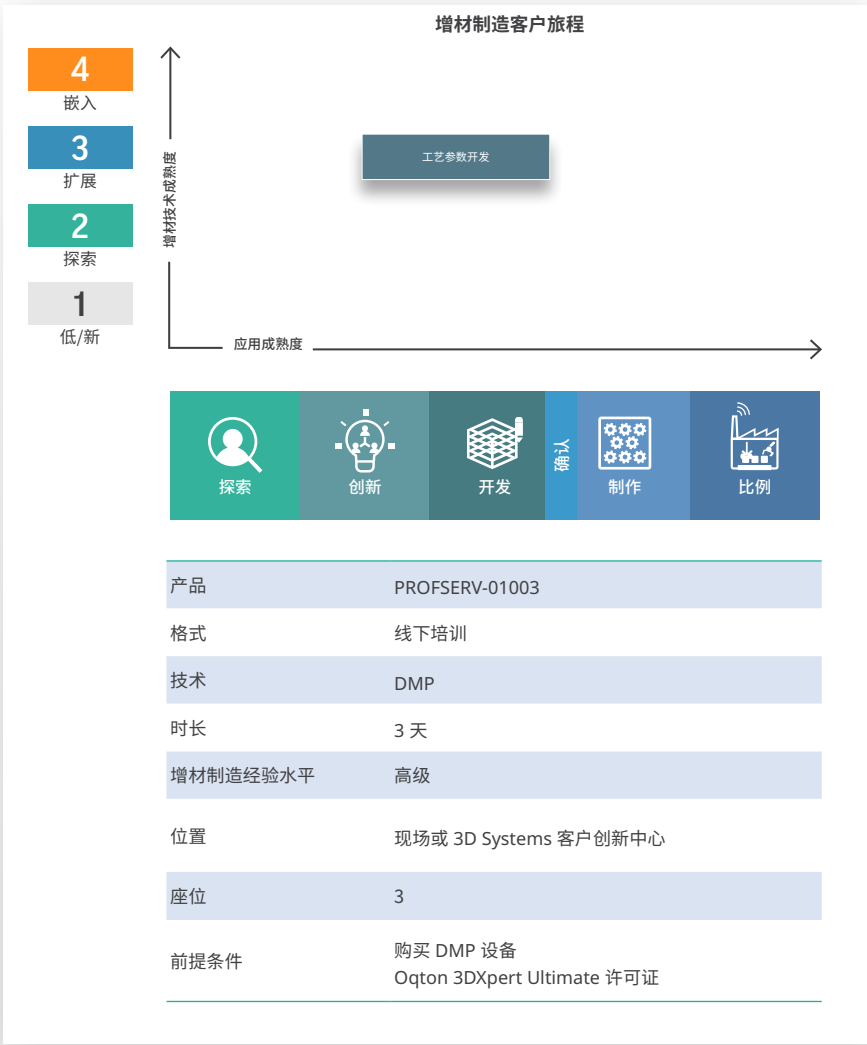 增材制造客户旅程
4
嵌入
3
扩展
2
探索
1
低/新
增材技术成熟度
工艺参数开发
应用成熟度
探索
创新
开发
确认
制作
比例
产品 PROFSERV-01003
格式 线下培训
技术 DMP
时长 3 天
增材制造经验水平 高级
位置 现场或 3D Systems 客户创新中心
座位 3
前提条件 购买 DMP 设备
Oqton 3DXpert Ultimate 许可证